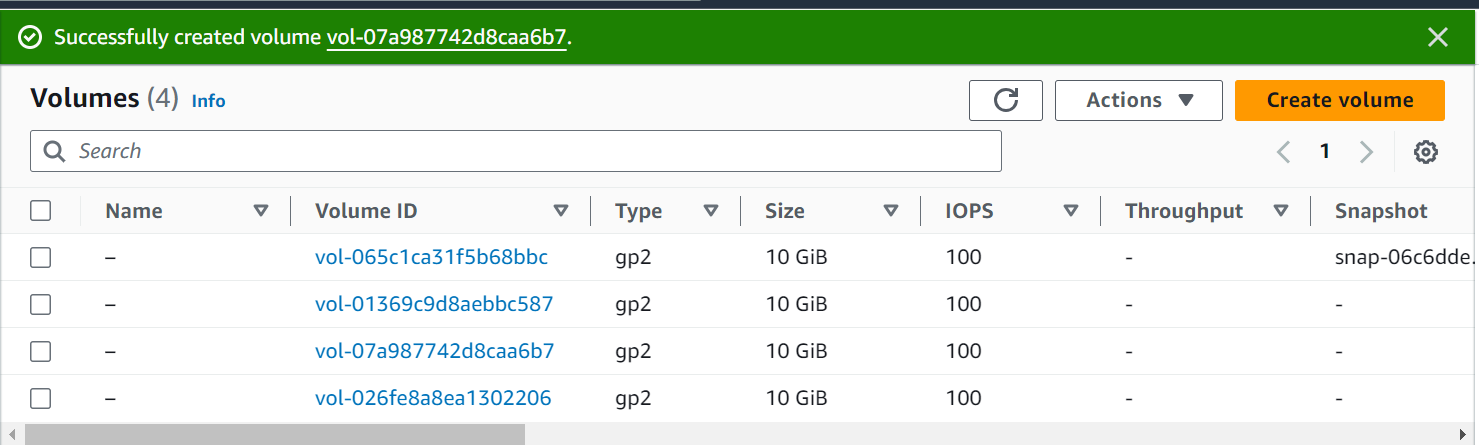 Successfully created volume vol-07a987742d8caa6b7.
Volumes (4) Info Actions Create volume
Search 1
Name Volume ID Type Size IOPS Throughput Snapshot
– vol-065c1ca31f5b68bbc gp2 10 GiB 100 - snap-06c6dde.
– vol-01369c9d8aebbc587 gp2 10 GiB 100 - -
– vol-07a987742d8caa6b7 gp2 10 GiB 100 - -
– vol-026fe8a8ea1302206 gp2 10 GiB 100 - -